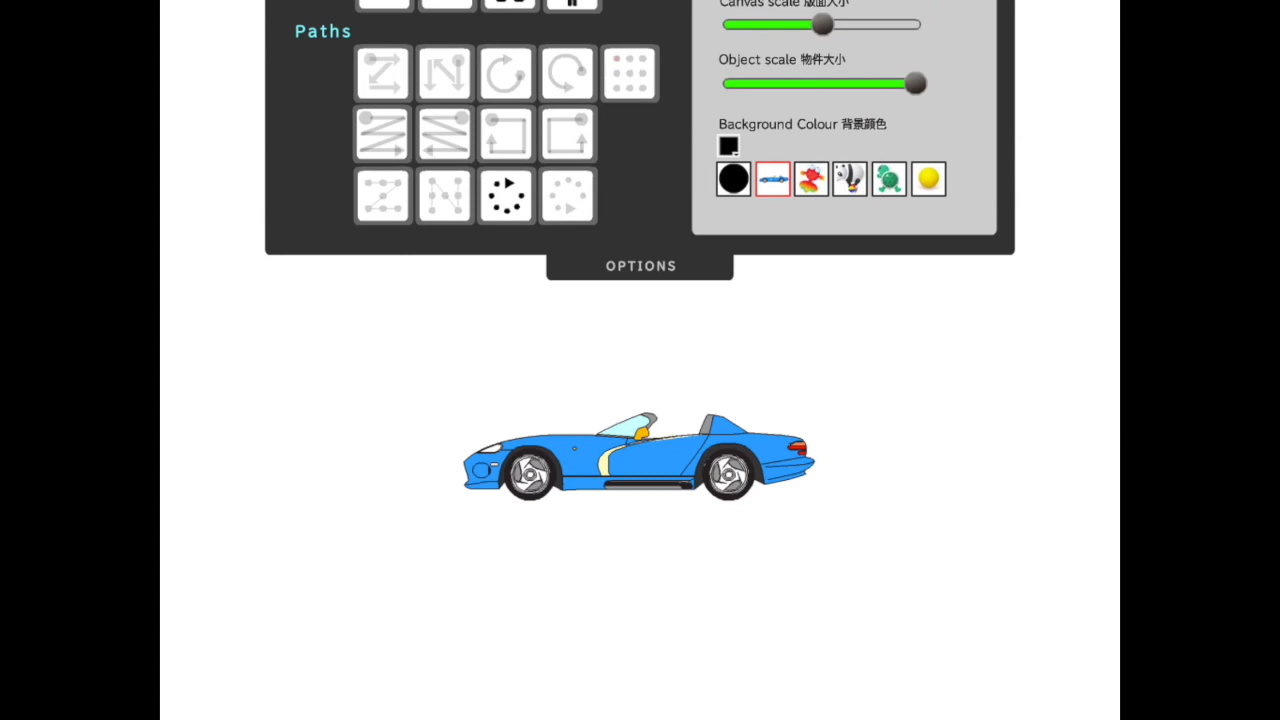 Canvas scale 版面大小
Paths
Object scale 物件大小
Background Colour 背景顏色
OPTIONS